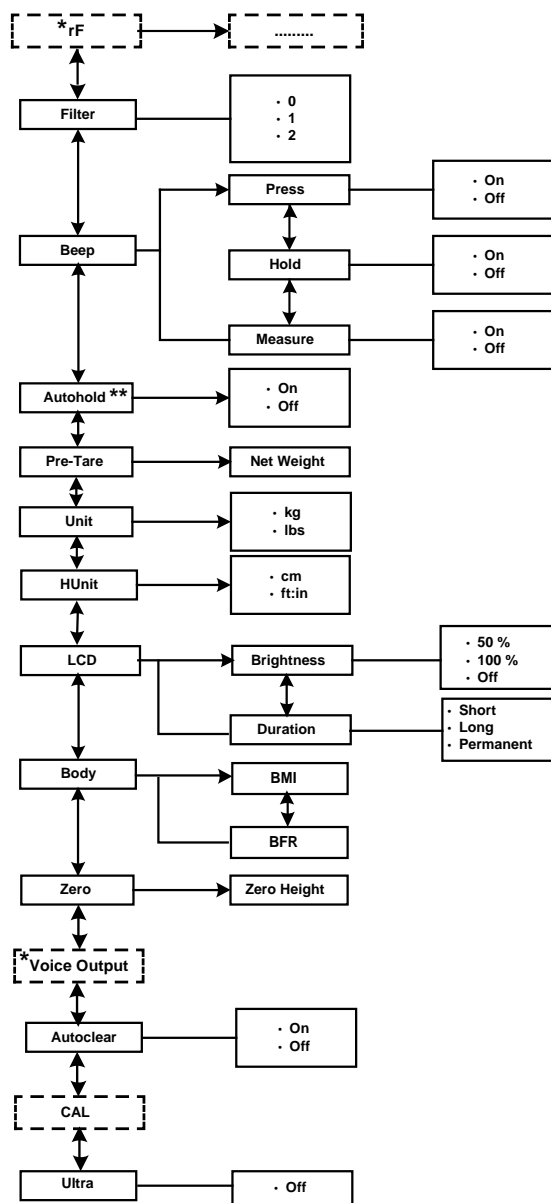 *rF
.........
Filter
· 0
· 1
· 2
Beep
Press
· On
· Off
Hold
· On
· Off
Measure
· On
· Off
Autohold **
· On
· Off
Pre-Tare
Net Weight
Unit
· kg
· lbs
HUnit
· cm
· ft:in
LCD
Brightness
· 50 %
· 100 %
· Off
Duration
· Short
· Long
· Permanent
Body
BMI
BFR
Zero
Zero Height
*Voice Output
Autoclear
· On
· Off
CAL
Ultra
· Off